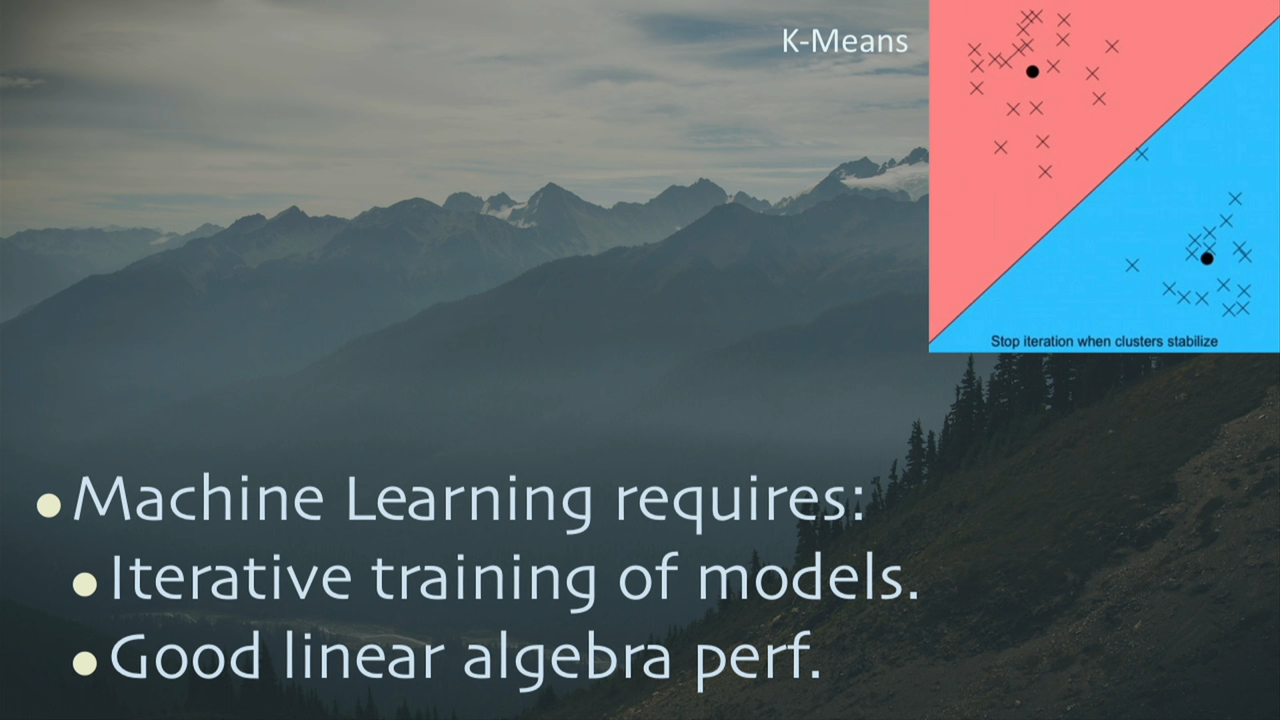 K-Means
Stop iteration when clusters stabilize
Machine Learning requires:
Iterative training of models.
Good linear algebra perf.